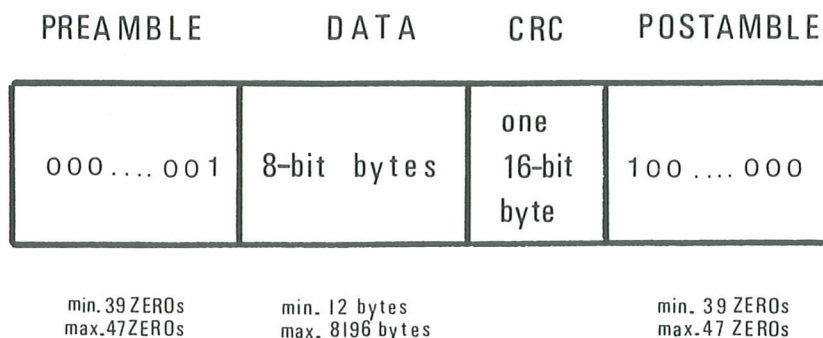 PREAMBLE DATA CRC POSTAMBLE
000....001 8-bit bytes one 16-bit byte 100....000
min. 39 ZEROs min. 12 bytes min. 39 ZEROs
max. 47 ZEROs max. 8196 bytes max. 47 ZEROs